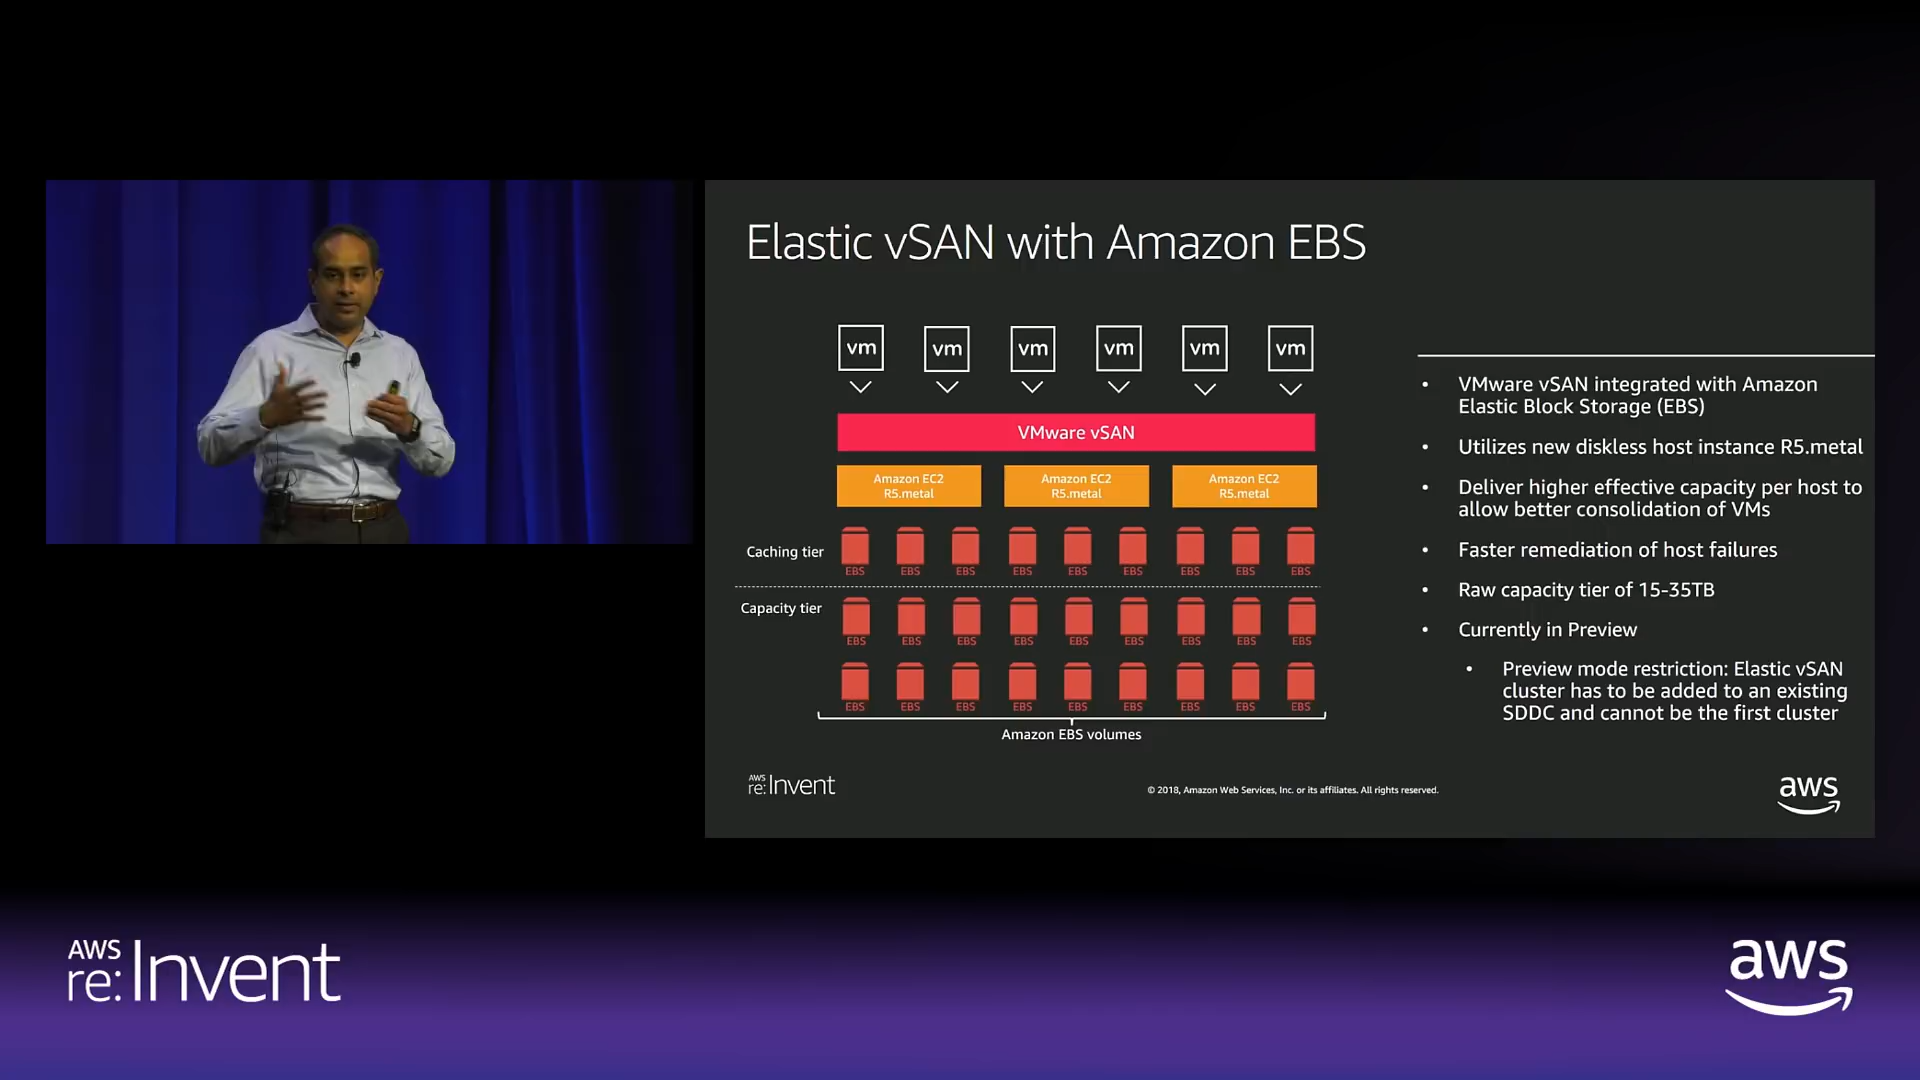 Elastic vSAN with Amazon EBS
vm vm vm vm vm vm
VMware vSAN
Amazon EC2
R5.metal
Amazon EC2
R5.metal
Amazon EC2
R5.metal
Caching tier
EBS EBS EBS EBS EBS EBS EBS EBS EBS
Capacity tier
EBS EBS EBS EBS EBS EBS EBS EBS EBS
EBS EBS EBS EBS EBS EBS EBS EBS EBS
Amazon EBS volumes
• VMware vSAN integrated with Amazon
Elastic Block Storage (EBS)
• Utilizes new diskless host instance R5.metal
• Deliver higher effective capacity per host to
allow better consolidation of VMs
• Faster remediation of host failures
• Raw capacity tier of 15-35TB
• Currently in Preview
• Preview mode restriction: Elastic vSAN
cluster has to be added to an existing
SDDC and cannot be the first cluster
AWS
re:Invent
© 2018, Amazon Web Services, Inc. or its affiliates. All rights reserved.
aws
AWS
re:Invent
aws